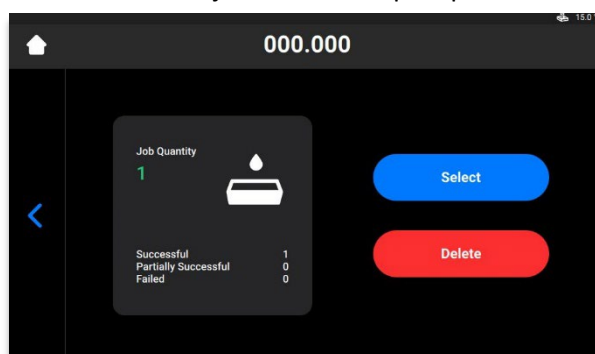 15.0
000.000
Job Quantity
1
Select
Successful 1
Partially Successful 0
Failed 0
Delete